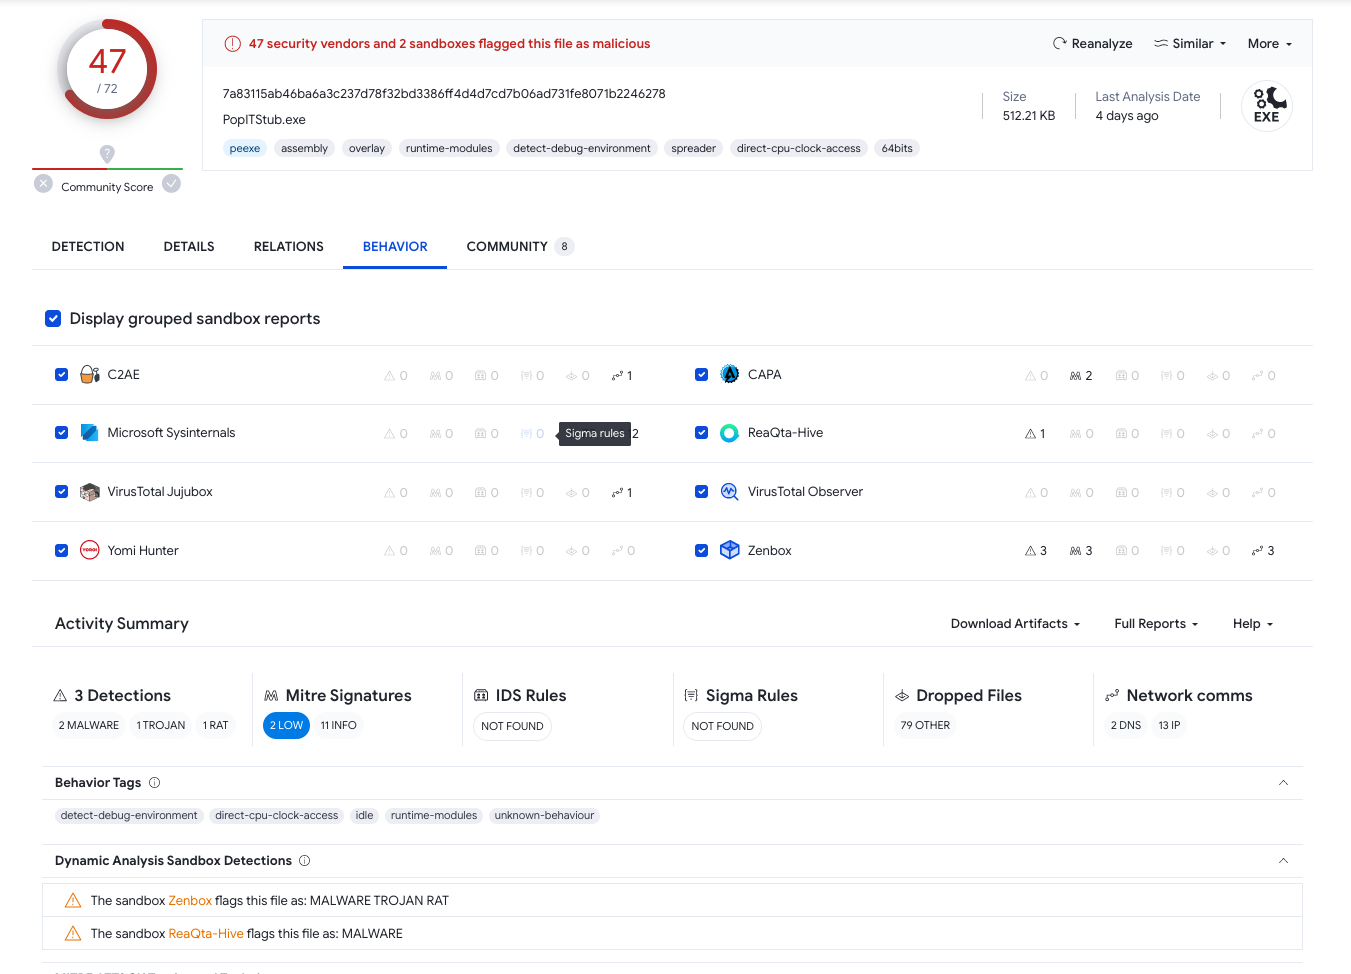 47
/ 72
Community Score
47 security vendors and 2 sandboxes flagged this file as malicious
Reanalyze
Similar
More
7a83115ab46ba6a3c237d78f32bd3386ff4d4d7cd7b06ad731fe8071b2246278
PopITStub.exe
Size
512.21 KB
Last Analysis Date
4 days ago
EXE
peexe assembly overlay runtime-modules detect-debug-environment spreader direct-cpu-clock-access 64bits
DETECTION DETAILS RELATIONS BEHAVIOR COMMUNITY 8
Display grouped sandbox reports
C2AE 0 0 0 0 0 1
CAPA 0 2 0 0 0 0
Microsoft Sysinternals 0 0 0 0 Sigma rules 2
ReaQta-Hive 1 0 0 0 0 0
VirusTotal Jujubox 0 0 0 0 0 1
VirusTotal Observer 0 0 0 0 0 0
YOROI Yomi Hunter 0 0 0 0 0 0
Zenbox 3 3 0 0 0 3
Activity Summary
Download Artifacts Full Reports Help
3 Detections
2 MALWARE 1 TROJAN 1 RAT
Mitre Signatures
2 LOW 11 INFO
IDS Rules
NOT FOUND
Sigma Rules
NOT FOUND
Dropped Files
79 OTHER
Network comms
2 DNS 13 IP
Behavior Tags
detect-debug-environment direct-cpu-clock-access idle runtime-modules unknown-behaviour
Dynamic Analysis Sandbox Detections
The sandbox Zenbox flags this file as: MALWARE TROJAN RAT
The sandbox ReaQta-Hive flags this file as: MALWARE